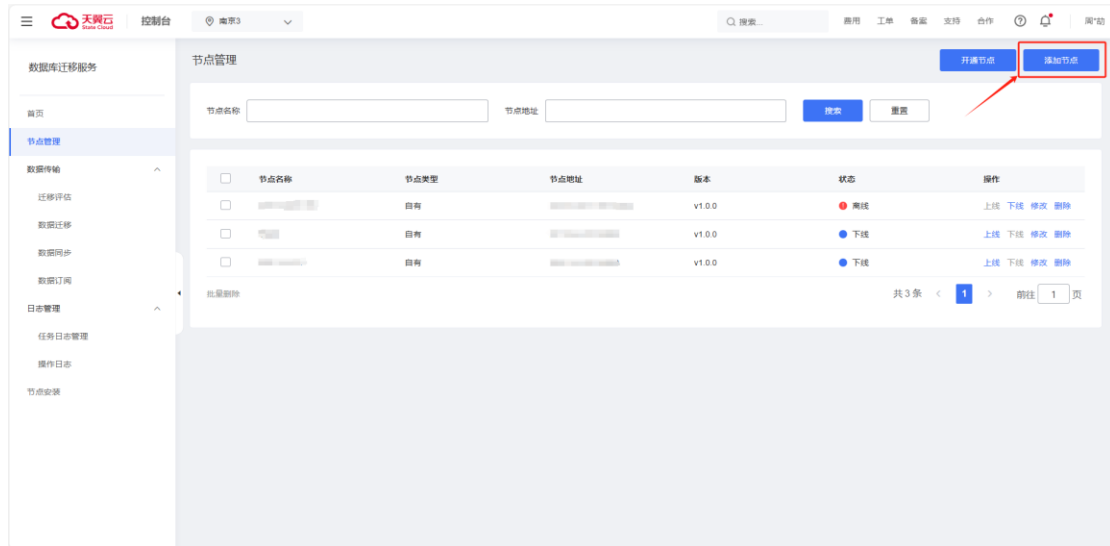 天翼云 State Cloud 控制台 南京3 搜索... 费用 工单 备案 支持 合作
数据库迁移服务
首页
节点管理
数据传输
迁移评估
数据迁移
数据同步
数据订阅
日志管理
任务日志管理
操作日志
节点安装
节点管理 开通节点 添加节点
节点名称 节点地址 搜索 重置
节点名称 节点类型 节点地址 版本 状态 操作
自有 v1.0.0 离线 上线 下线 修改 删除
自有 v1.0.0 下线 上线 下线 修改 删除
自有 v1.0.0 下线 上线 下线 修改 删除
批量删除 共3条 1 前往 1 页